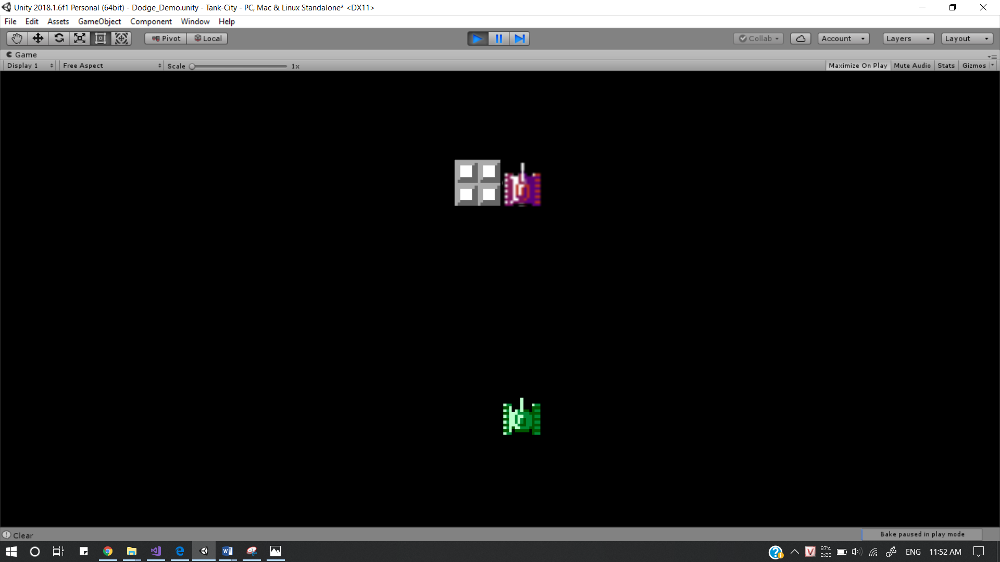 Unity 2018.1.6f1 Personal (64bit) - Dodge_Demo.unity - Tank-City - PC, Mac & Linux Standalone* <DX11>
File Edit Assets GameObject Component Window Help
Pivot Local Collab Account Layers Layout
Game
Display 1 Free Aspect Scale 1x Maximize On Play Mute Audio Stats Gizmos
Clear Bake paused in play mode
87%
2:29
ENG 11:52 AM